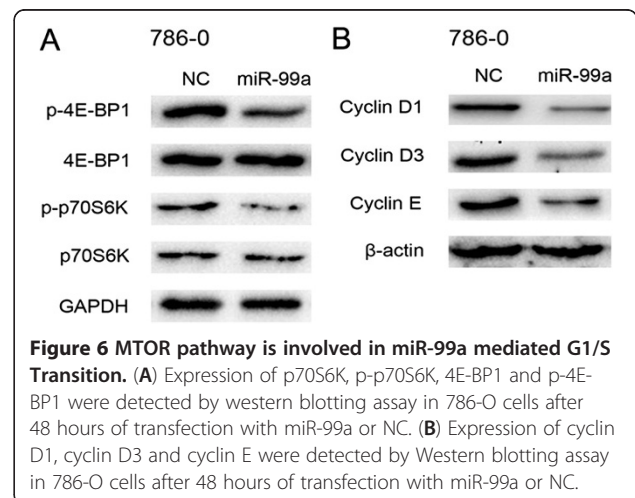 A
786-0
NC miR-99a
p-4E-BP1
4E-BP1
p-p70S6K
p70S6K
GAPDH
B
786-0
NC miR-99a
Cyclin D1
Cyclin D3
Cyclin E
β-actin
Figure 6 MTOR pathway is involved in miR-99a mediated G1/S
Transition. (A) Expression of p70S6K, p-p70S6K, 4E-BP1 and p-4E-
BP1 were detected by western blotting assay in 786-O cells after
48 hours of transfection with miR-99a or NC. (B) Expression of cyclin
D1, cyclin D3 and cyclin E were detected by Western blotting assay
in 786-O cells after 48 hours of transfection with miR-99a or NC.